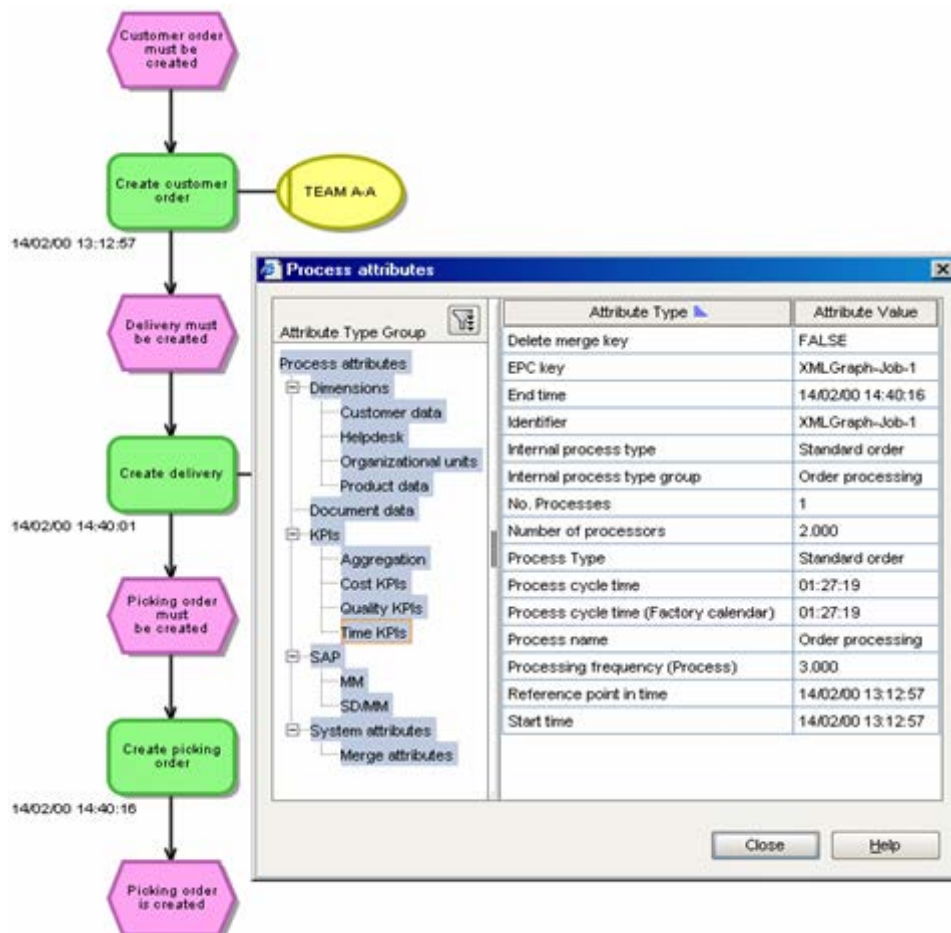 Customer order
must be
created
Create customer
order
TEAM A-A
14/02/00 13:12:57
Delivery must
be created
Create delivery
14/02/00 14:40:01
Picking order
must
be created
Create picking
order
14/02/00 14:40:16
Picking order
is created
Process attributes
Attribute Type Group
Process attributes
Dimensions
Customer data
Helpdesk
Organizational units
Product data
Document data
KPIs
Aggregation
Cost KPIs
Quality KPIs
Time KPIs
SAP
MM
SD/MM
System attributes
Merge attributes
Attribute Type Attribute Value
Delete merge key FALSE
EPC key XMLGraph-Job-1
End time 14/02/00 14:40:16
Identifier XMLGraph-Job-1
Internal process type Standard order
Internal process type group Order processing
No. Processes 1
Number of processors 2.000
Process Type Standard order
Process cycle time 01:27:19
Process cycle time (Factory calendar) 01:27:19
Process name Order processing
Processing frequency (Process) 3.000
Reference point in time 14/02/00 13:12:57
Start time 14/02/00 13:12:57
Close Help